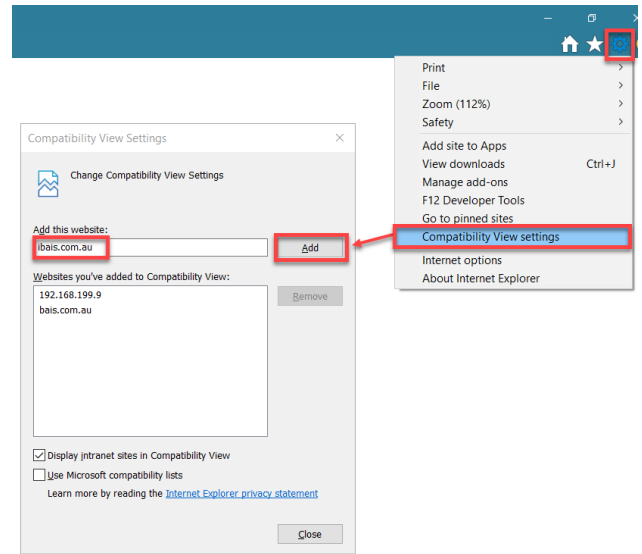 Print
File
Zoom (112%)
Safety
Add site to Apps
View downloads Ctrl+J
Manage add-ons
F12 Developer Tools
Go to pinned sites
Compatibility View settings
Internet options
About Internet Explorer
Compatibility View Settings
Change Compatibility View Settings
Add this website:
ibais.com.au
Add
Websites you've added to Compatibility View:
192.168.199.9
bais.com.au
Remove
Display intranet sites in Compatibility View
Use Microsoft compatibility lists
Learn more by reading the Internet Explorer privacy statement
Close